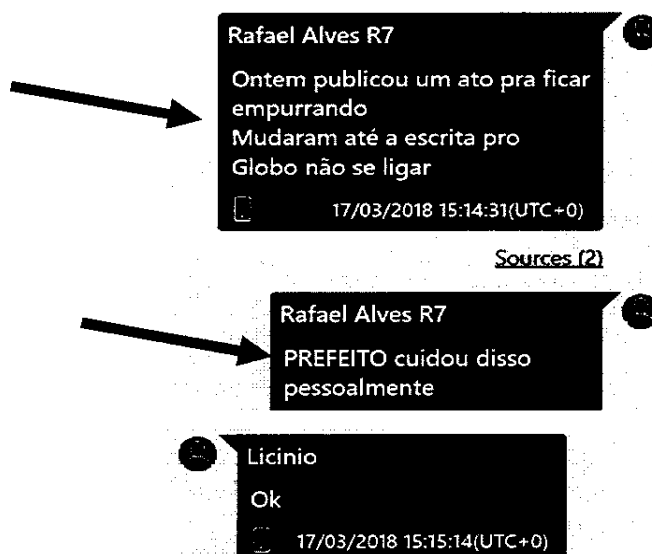 Rafael Alves R7
Ontem publicou um ato pra ficar
empurrando
Mudaram até a escrita pro
Globo não se ligar
17/03/2018 15:14:31(UTC+0)
Sources (2)
Rafael Alves R7
PREFEITO cuidou disso
pessoalmente
Licinio
Ok
17/03/2018 15:15:14(UTC+0)